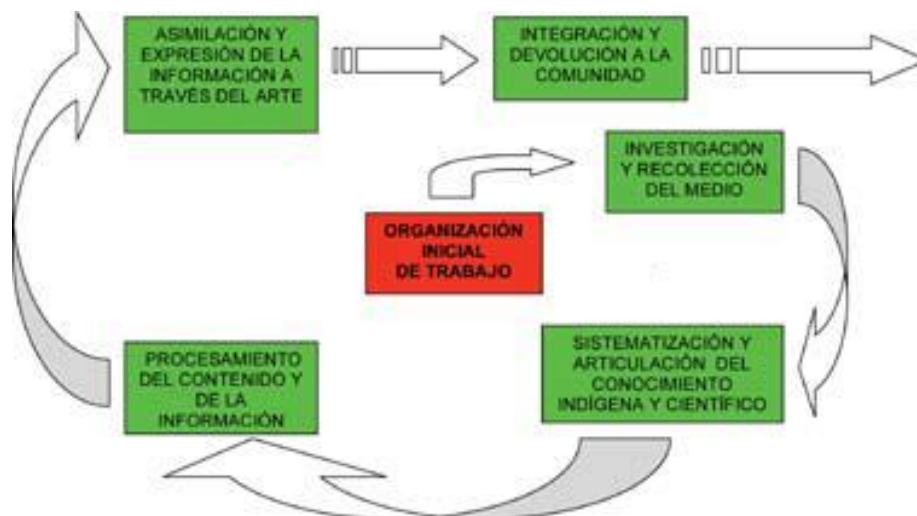 ASIMILACIÓN Y
EXPRESIÓN DE LA
INFORMACIÓN A
TRAVÉS DEL ARTE
INTEGRACIÓN Y
DEVOLUCIÓN A LA
COMUNIDAD
INVESTIGACIÓN
Y RECOLECCIÓN
DEL MEDIO
ORGANIZACIÓN
INICIAL
DE TRABAJO
SISTEMATIZACIÓN Y
ARTICULACIÓN DEL
CONOCIMIENTO
INDÍGENA Y CIENTÍFICO
PROCESAMIENTO
DEL CONTENIDO Y
DE LA
INFORMACIÓN